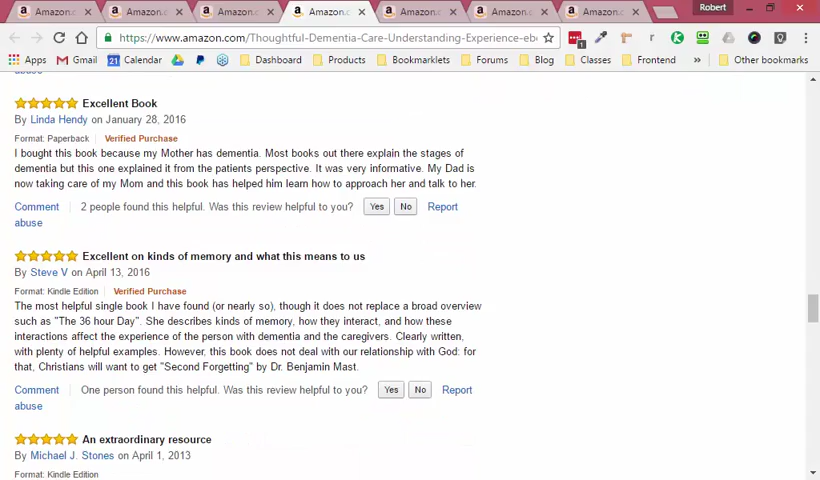 Amazon.c
Amazon.c
Amazon.c
Amazon.c
Amazon.c
Amazon.c
Amazon.c
Robert
https://www.amazon.com/Thoughtful-Dementia-Care-Understanding-Experience-eb
1
Apps
Gmail
21
Calendar
Dashboard
Products
Bookmarklets
Forums
Blog
Classes
Frontend
»
Other bookmarks
abuse
Excellent Book
By Linda Hendy on January 28, 2016
Format: Paperback | Verified Purchase
I bought this book because my Mother has dementia. Most books out there explain the stages of
dementia but this one explained it from the patients perspective. It was very informative. My Dad is
now taking care of my Mom and this book has helped him learn how to approach her and talk to her.
Comment | 2 people found this helpful. Was this review helpful to you? Yes No Report
abuse
Excellent on kinds of memory and what this means to us
By Steve V on April 13, 2016
Format: Kindle Edition | Verified Purchase
The most helpful single book I have found (or nearly so), though it does not replace a broad overview
such as "The 36 hour Day". She describes kinds of memory, how they interact, and how these
interactions affect the experience of the person with dementia and the caregivers. Clearly written,
with plenty of helpful examples. However, this book does not deal with our relationship with God: for
that, Christians will want to get "Second Forgetting" by Dr. Benjamin Mast.
Comment | One person found this helpful. Was this review helpful to you? Yes No Report
abuse
An extraordinary resource
By Michael J. Stones on April 1, 2013
Format: Kindle Edition